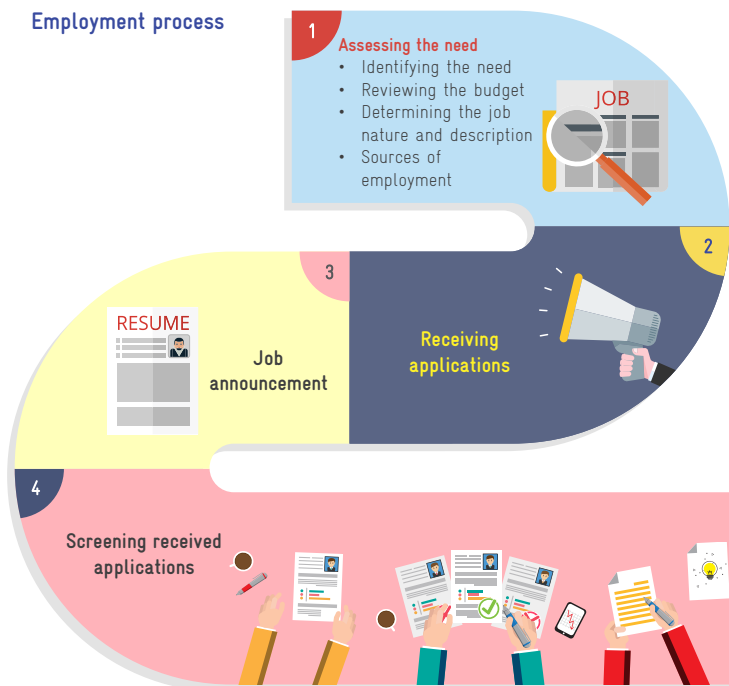 Employment process
1
Assessing the need
• Identifying the need
• Reviewing the budget
• Determining the job
nature and description
• Sources of
employment
JOB
2
Receiving
applications
3
RESUME
Job
announcement
4
Screening received
applications